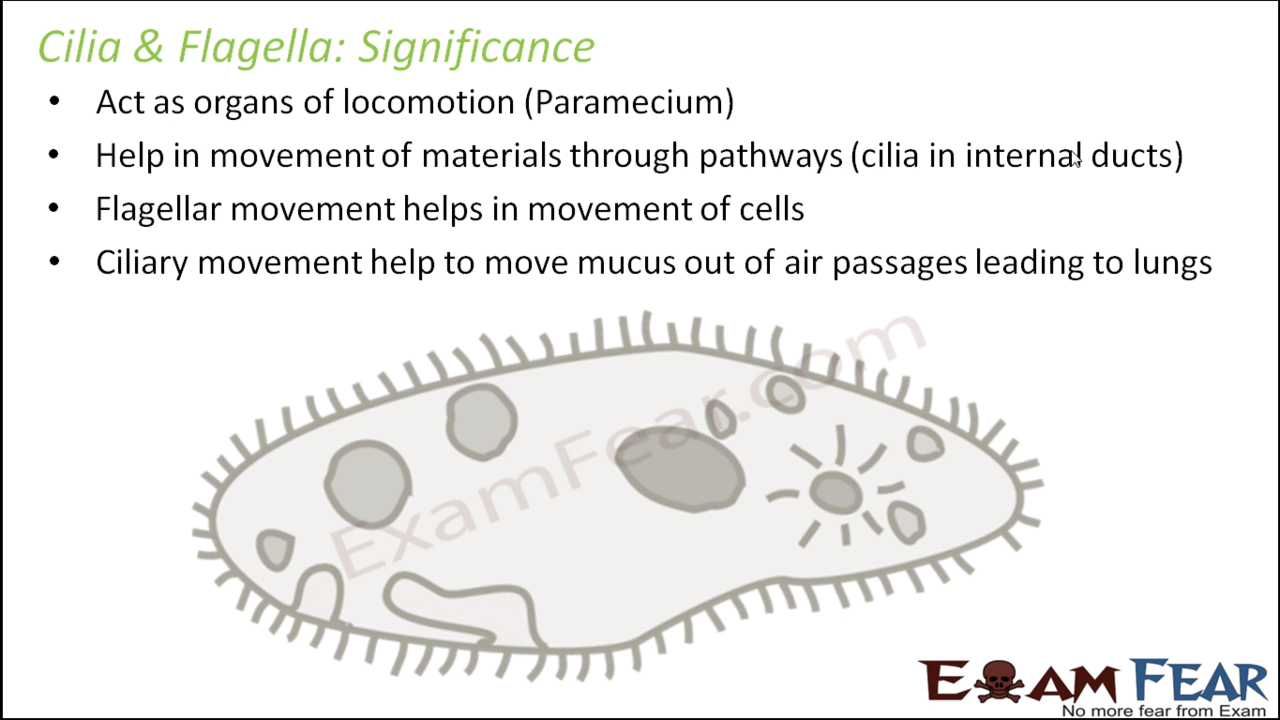 Cilia & Flagella: Significance
• Act as organs of locomotion (Paramecium)
• Help in movement of materials through pathways (cilia in internal ducts)
• Flagellar movement helps in movement of cells
• Ciliary movement help to move mucus out of air passages leading to lungs
ExamFear.com
EXAM FEAR
No more fear from Exam